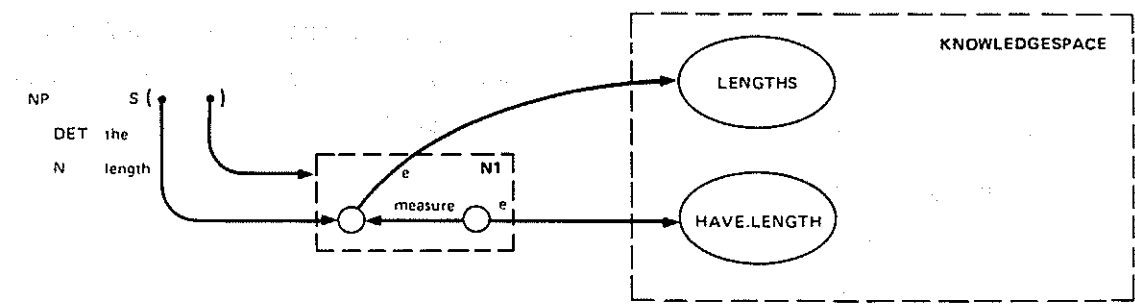 KNOWLEDGESPACE
LENGTHS
NP S ( )
DET the
N length
N1
e
measure e
HAVE.LENGTH